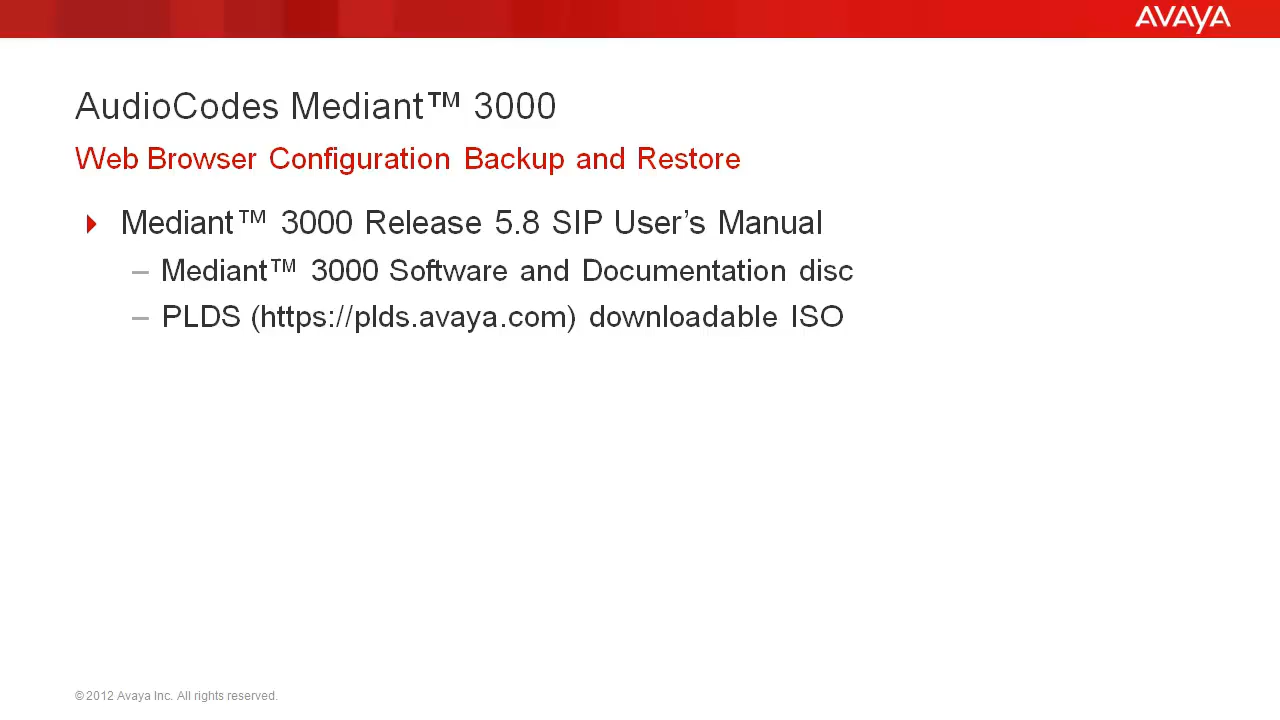 AVAYA
AudioCodes Mediant™ 3000
Web Browser Configuration Backup and Restore
Mediant™ 3000 Release 5.8 SIP User’s Manual
– Mediant™ 3000 Software and Documentation disc
– PLDS (https://plds.avaya.com) downloadable ISO
© 2012 Avaya Inc. All rights reserved.